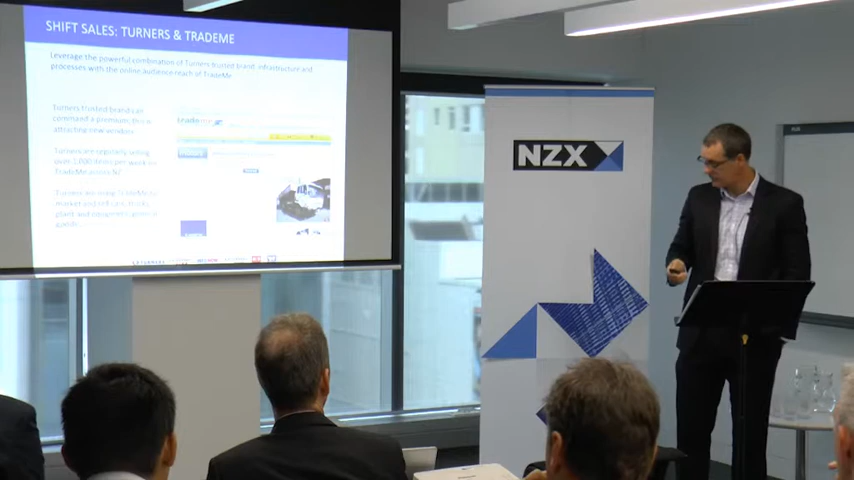 SHIFT SALES: TURNERS & TRADEME
Leverage the powerful combination of Turners trusted brand, infrastructure and
processes with the online audience reach of TradeMe.
Turners trusted brand can
command a premium
attracting new vendors.
Turners are regularly selling
over 1,000 items per week on
TradeMe across NZ
Turners are using TradeMe to
market and sell cars, trucks,
plant and equipment,
goods
NZX